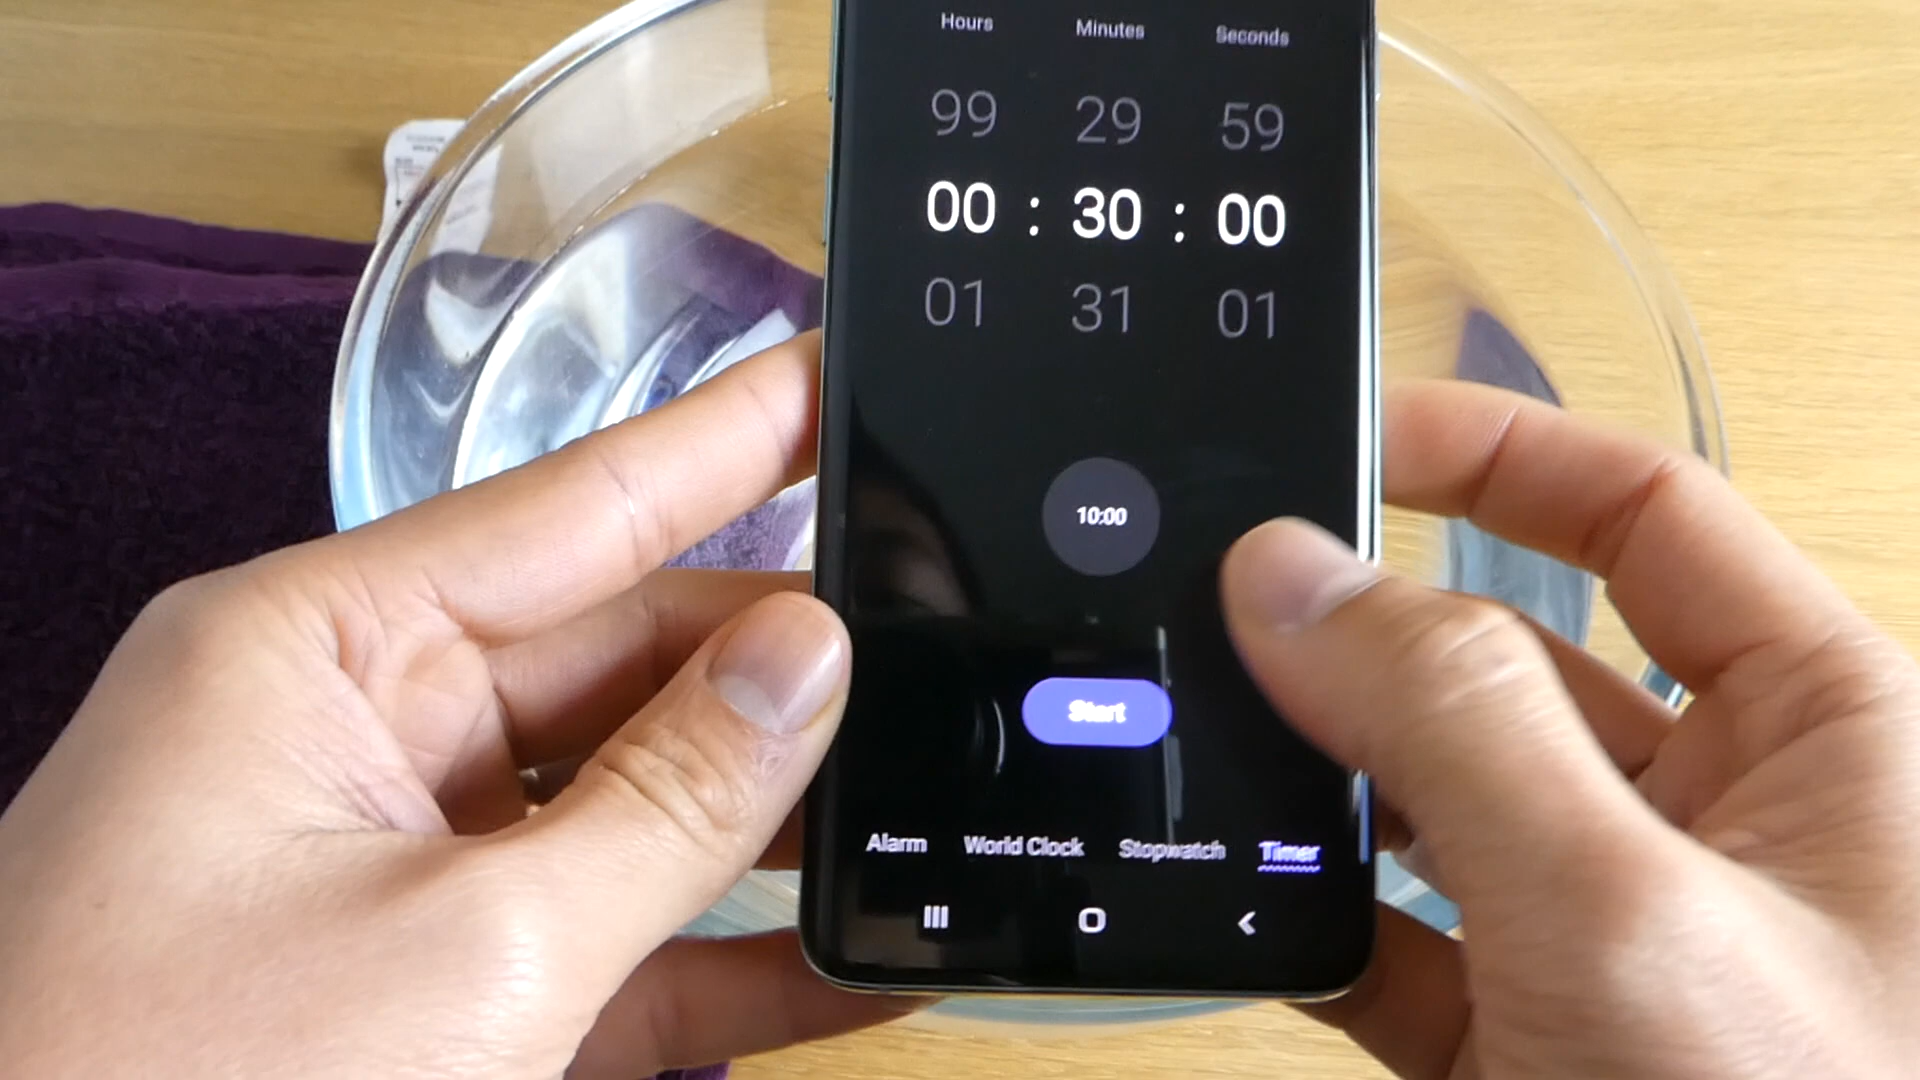 Hours Minutes Seconds
99 29 59
00 : 30 : 00
01 31 01
10:00
Start
Alarm World Clock Stopwatch Timer